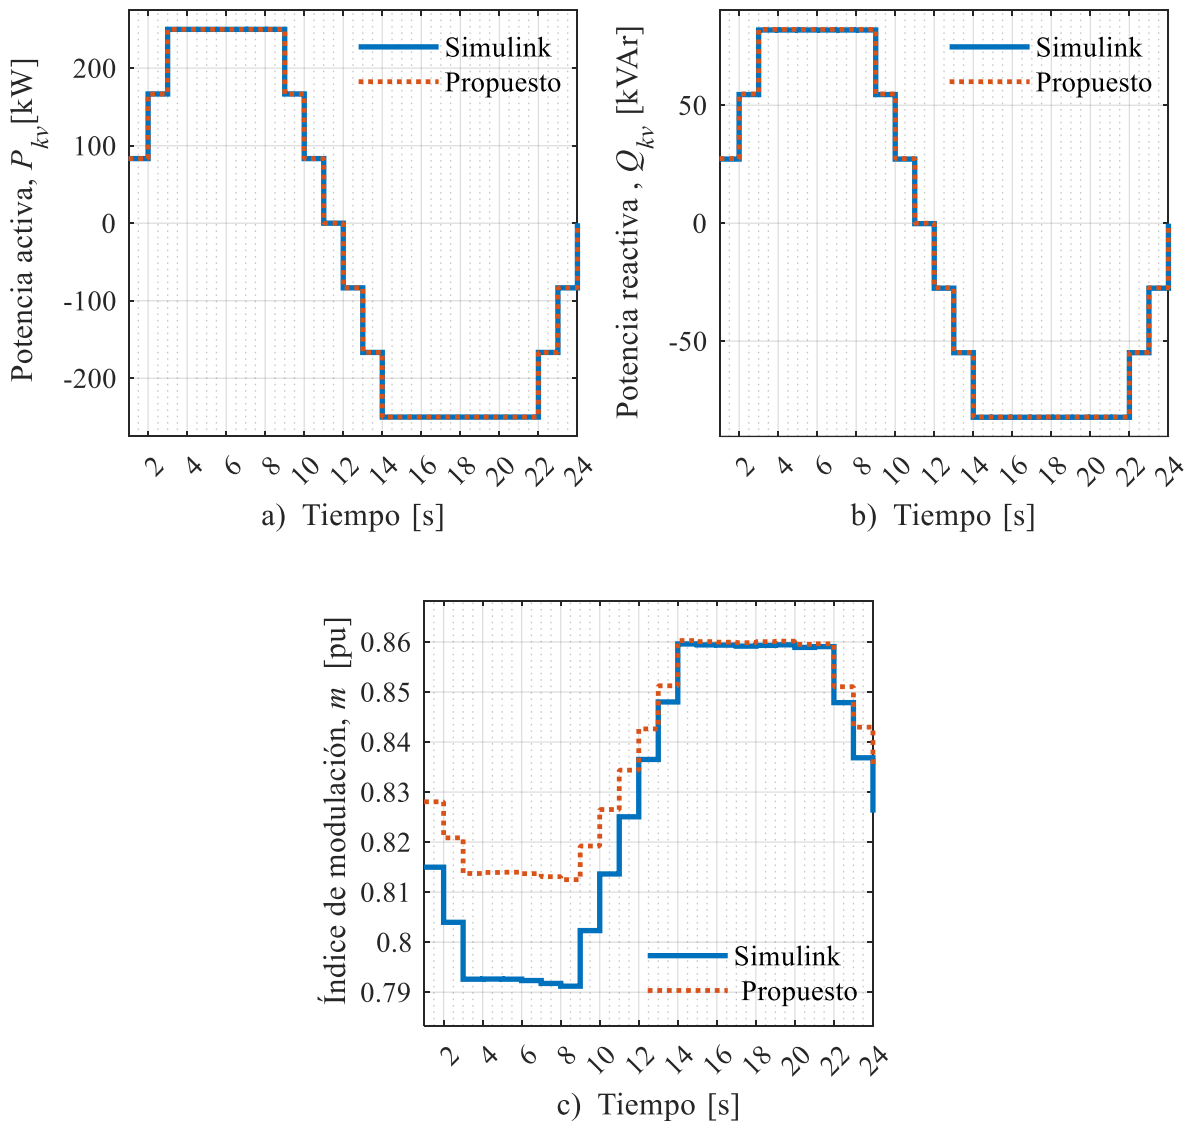 Potencia activa, P kv [kW]
200
100
0
-100
-200
Simulink
Propuesto
2 4 6 8 10 12 14 16 18 20 22 24
a) Tiempo [s]
Potencia reactiva , Q kv [kVAr]
50
0
-50
Simulink
Propuesto
2 4 6 8 10 12 14 16 18 20 22 24
b) Tiempo [s]
Índice de modulación, m [pu]
0.86
0.85
0.84
0.83
0.82
0.81
0.8
0.79
Simulink
Propuesto
2 4 6 8 10 12 14 16 18 20 22 24
c) Tiempo [s]